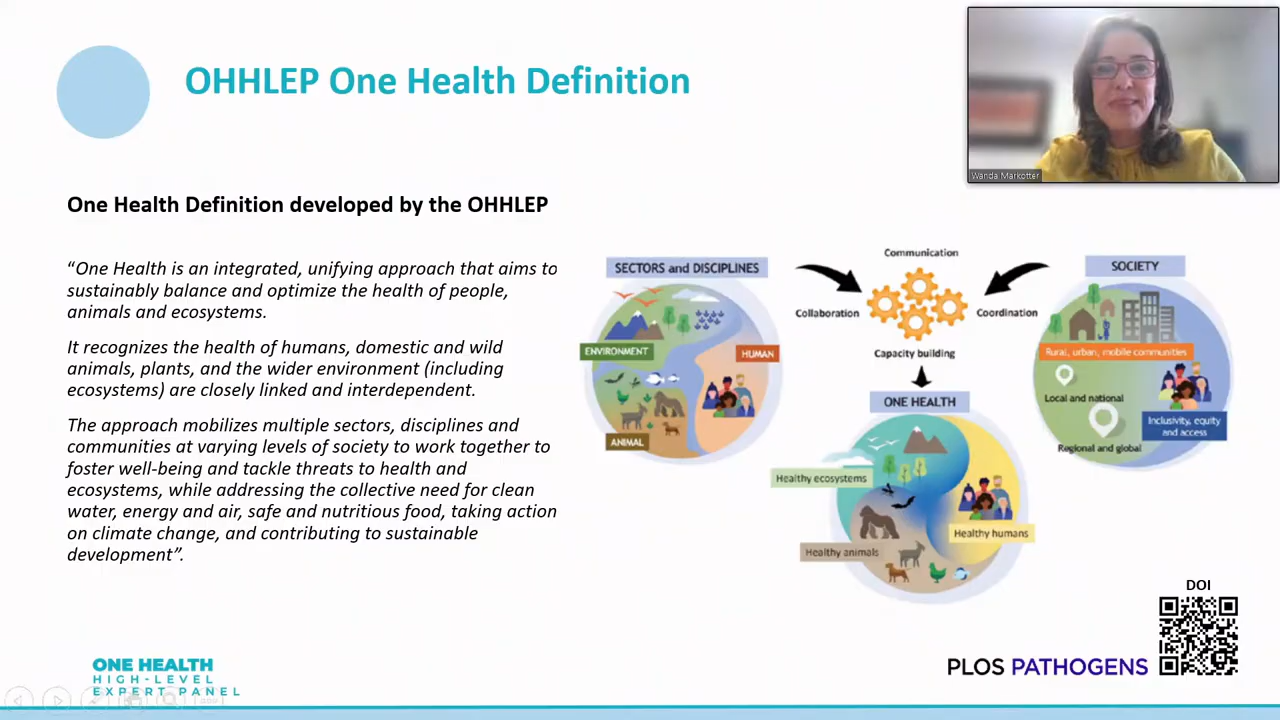 OHHLEP One Health Definition
Wanda Markotter
One Health Definition developed by the OHHLEP
“One Health is an integrated, unifying approach that aims to
sustainably balance and optimize the health of people,
animals and ecosystems.
It recognizes the health of humans, domestic and wild
animals, plants, and the wider environment (including
ecosystems) are closely linked and interdependent.
The approach mobilizes multiple sectors, disciplines and
communities at varying levels of society to work together to
foster well-being and tackle threats to health and
ecosystems, while addressing the collective need for clean
water, energy and air, safe and nutritious food, taking action
on climate change, and contributing to sustainable
development”.
SECTORS and DISCIPLINES
ENVIRONMENT
HUMAN
ANIMAL
Communication
Collaboration
Coordination
Capacity building
SOCIETY
Rural, urban, mobile communities
Local and national
Inclusivity, equity
and access
Regional and global
ONE HEALTH
Healthy ecosystems
Healthy humans
Healthy animals
DOI
PLOS PATHOGENS
ONE HEALTH
HIGH-LEVEL
EXPERT PANEL